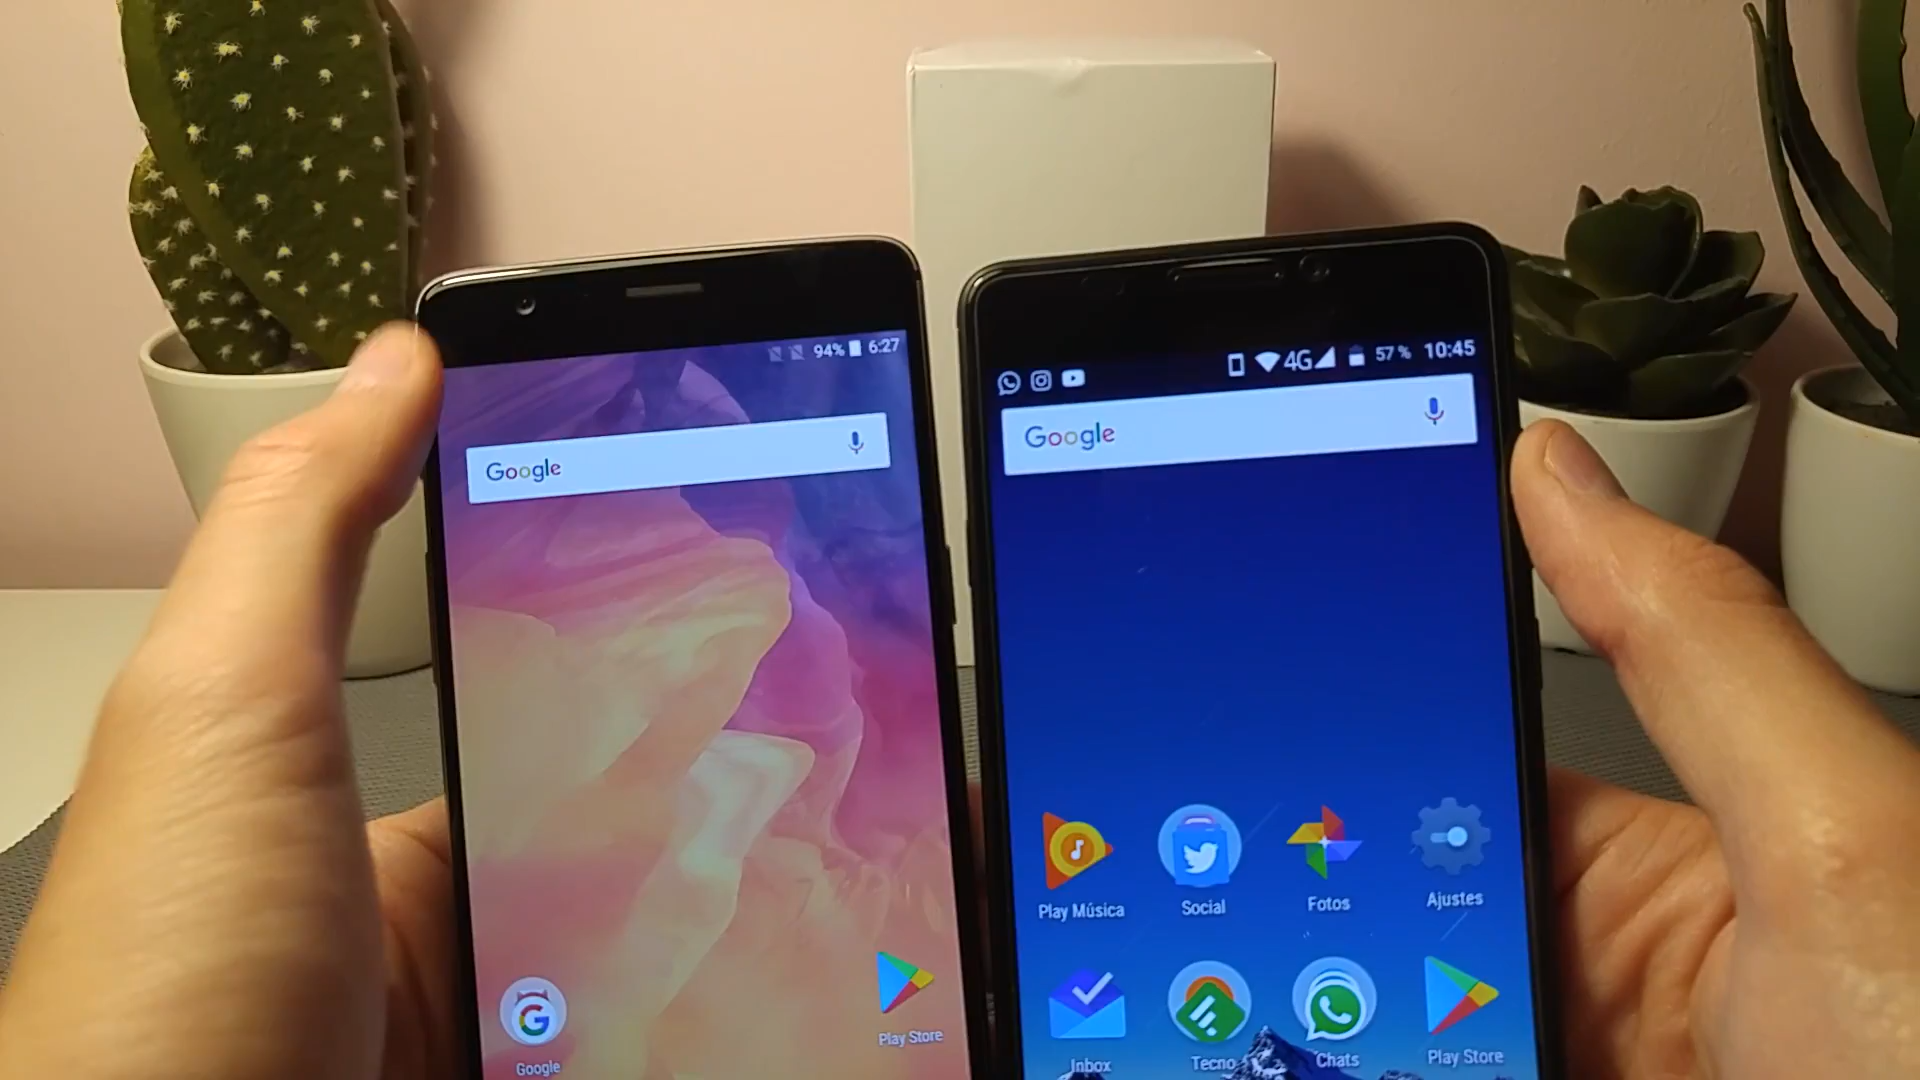 94% 6:27
Google
Google
Play Store
4G 57 % 10:45
Google
Play Música
Social
Fotos
Ajustes
Inbox
Tecno
Chats
Play Store